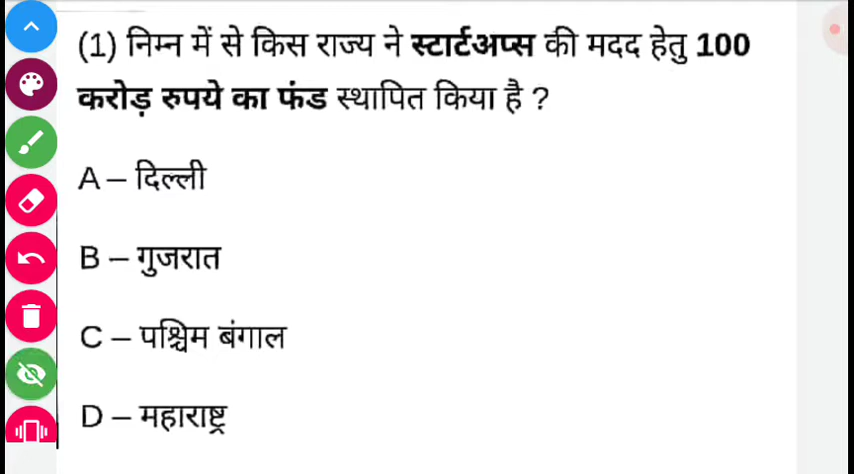 (1) निम्न में से किस राज्य ने स्टार्टअप्स की मदद हेतु 100
करोड़ रुपये का फंड स्थापित किया है ?
A – दिल्ली
B – गुजरात
C – पश्चिम बंगाल
D – महाराष्ट्र